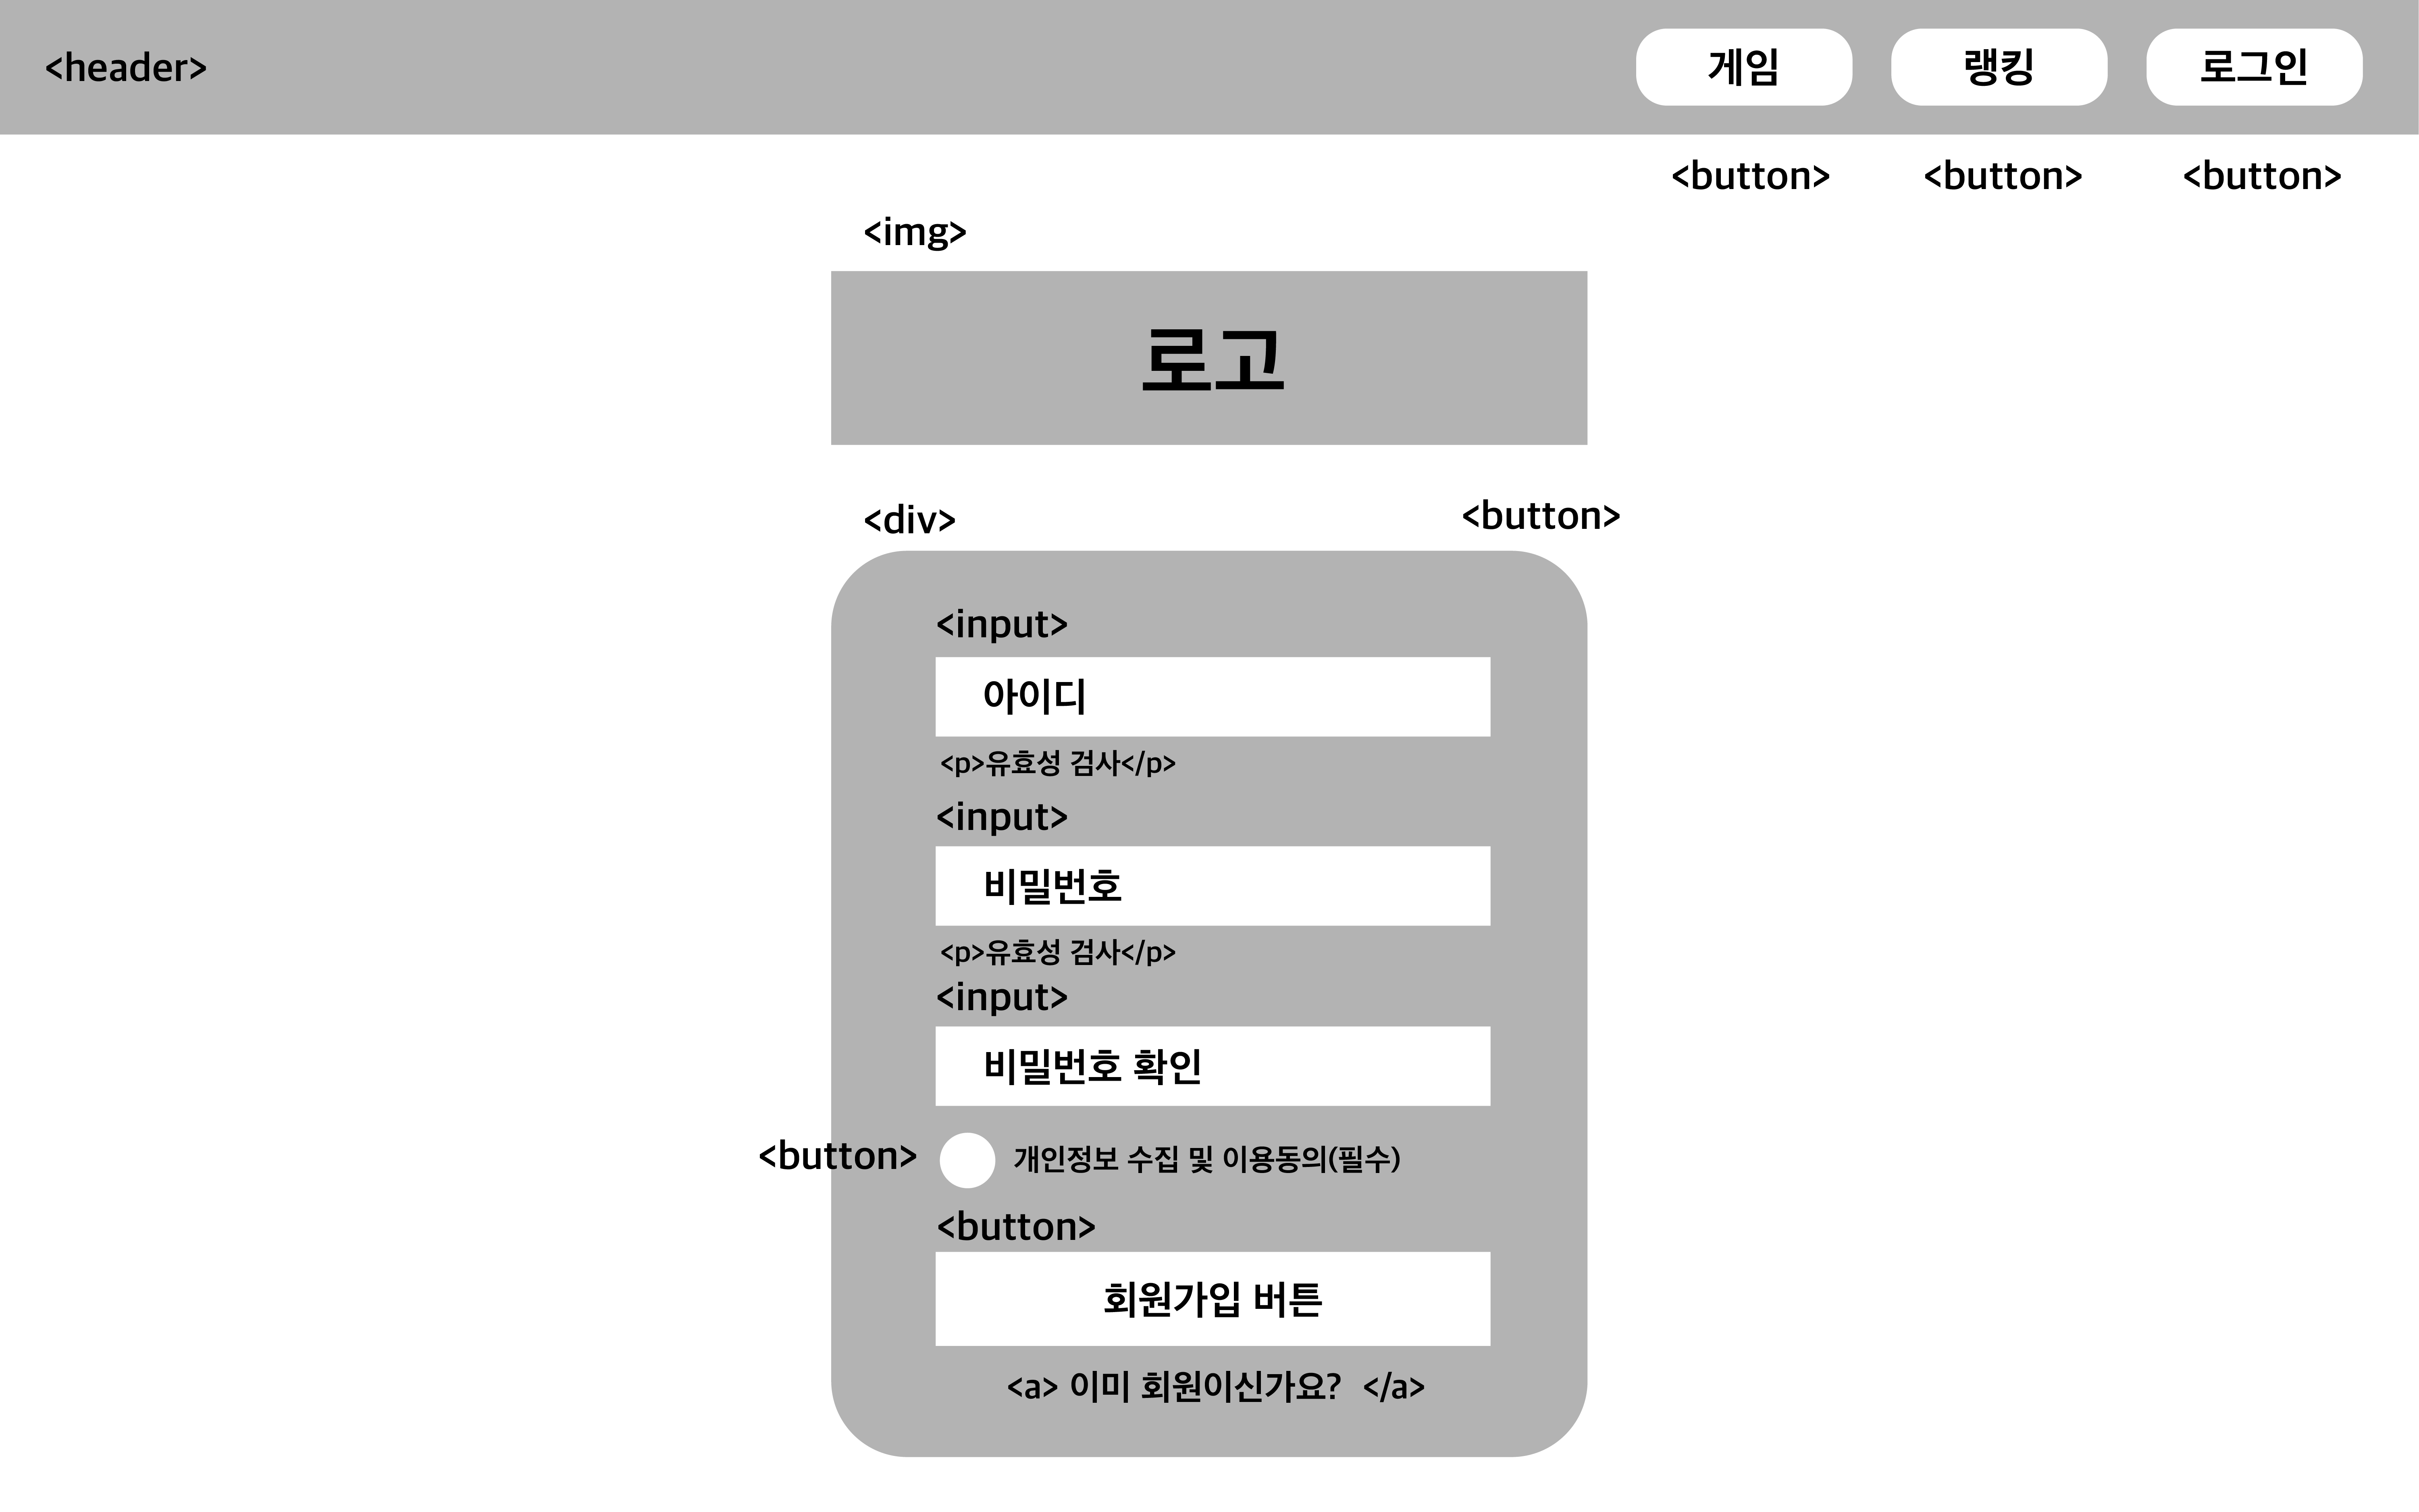 <header>
게임
랭킹
로그인
<button>
<button>
<button>
<img>
로고
<div>
<button>
<input>
아이디
<p>유효성 검사</p>
<input>
비밀번호
<p>유효성 검사</p>
<input>
비밀번호 확인
<button>
개인정보 수집 및 이용동의(필수)
<button>
회원가입 버튼
<a> 이미 회원이신가요? </a>